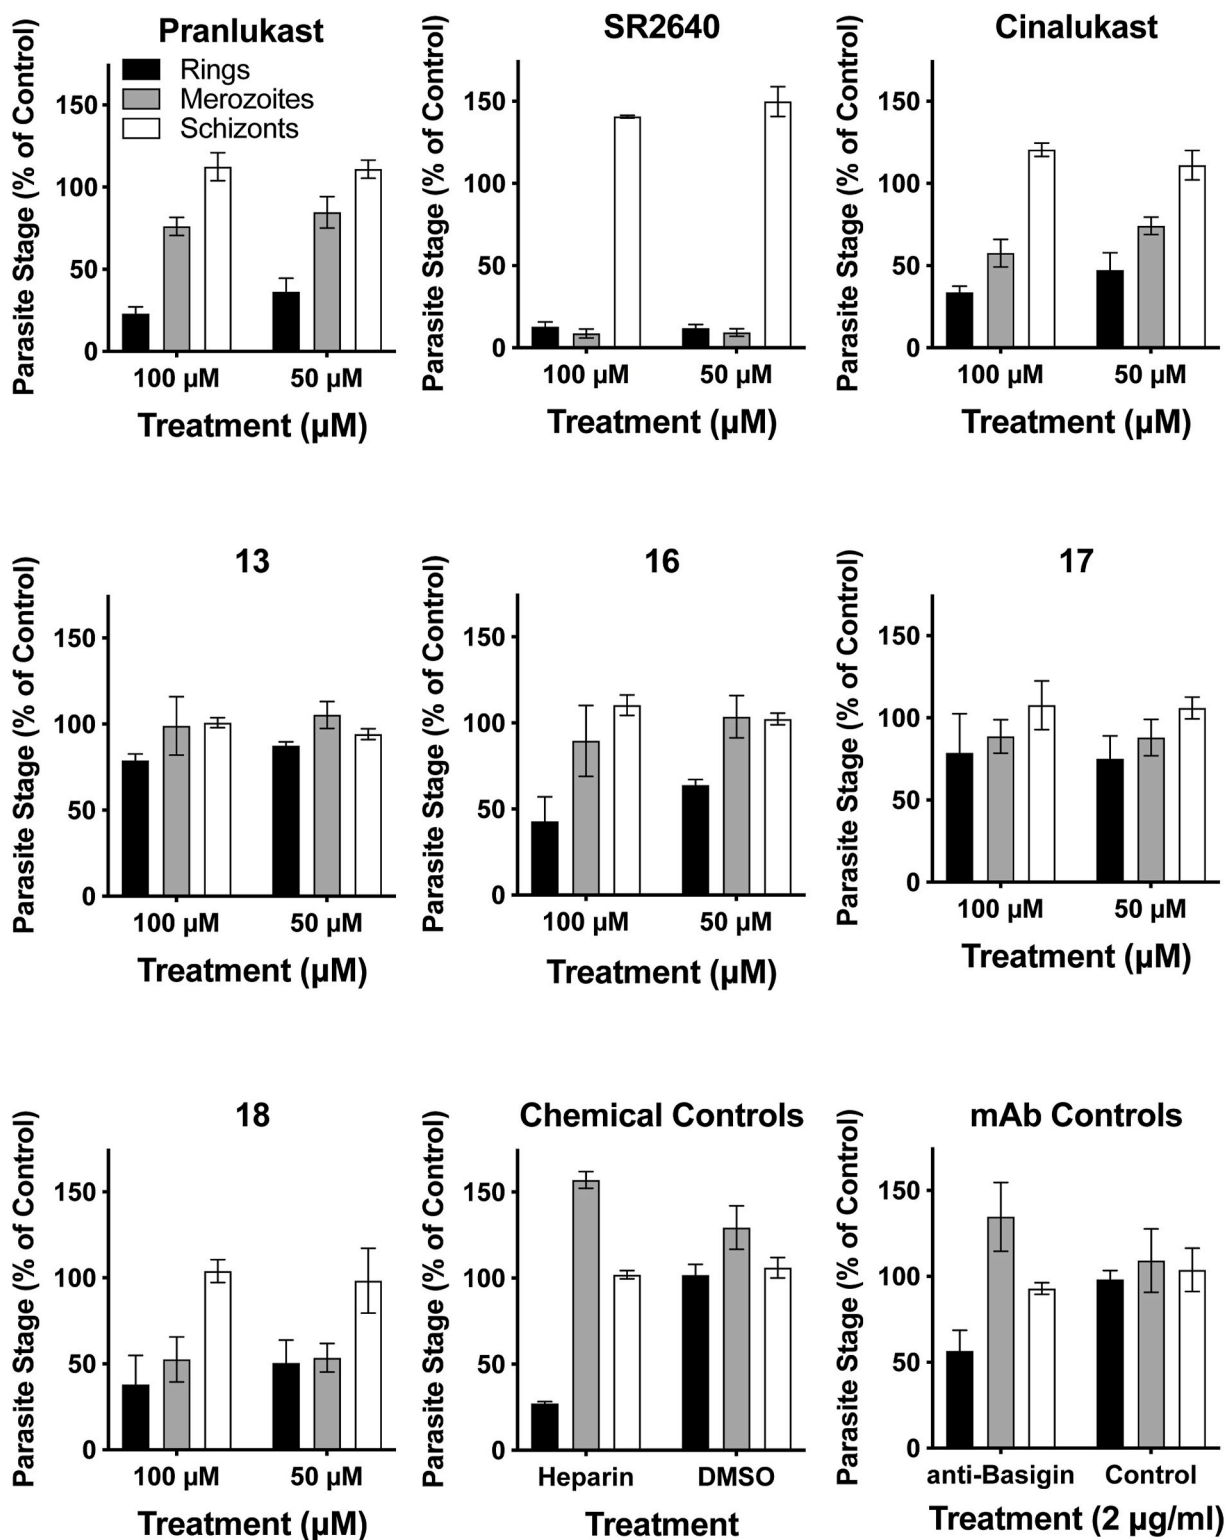 Pranlukast
Rings
Merozoites
Schizonts
Parasite Stage (% of Control)
150
100
50
0
100 µM
50 µM
Treatment (µM)
SR2640
Parasite Stage (% of Control)
150
100
50
0
100 µM
50 µM
Treatment (µM)
Cinalukast
Parasite Stage (% of Control)
150
100
50
0
100 µM
50 µM
Treatment (µM)
13
Parasite Stage (% of Control)
150
100
50
0
100 µM
50 µM
Treatment (µM)
16
Parasite Stage (% of Control)
150
100
50
0
100 µM
50 µM
Treatment (µM)
17
Parasite Stage (% of Control)
150
100
50
0
100 µM
50 µM
Treatment (µM)
18
Parasite Stage (% of Control)
150
100
50
0
100 µM
50 µM
Treatment (µM)
Chemical Controls
Parasite Stage (% of Control)
150
100
50
0
Heparin
DMSO
Treatment
mAb Controls
Parasite Stage (% of Control)
150
100
50
0
anti-Basigin
Control
Treatment (2 µg/ml)